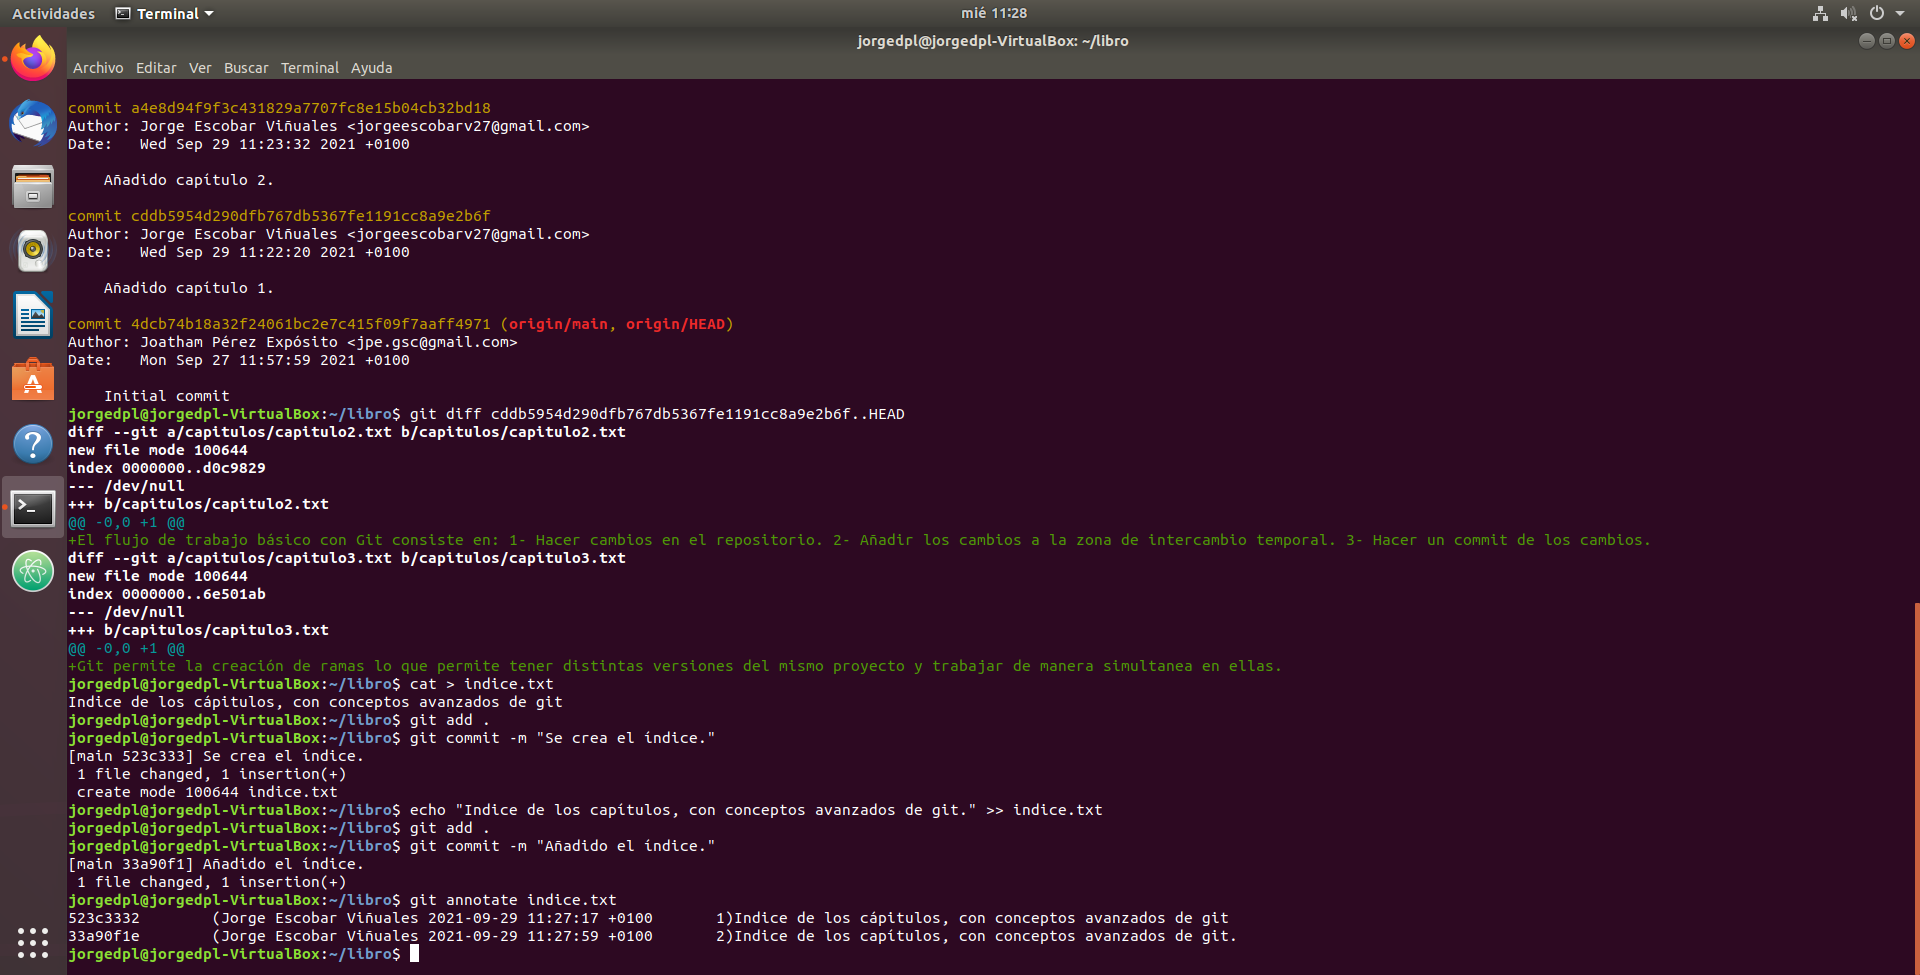 Actividades Terminal mié 11:28
jorgedpl@jorgedpl-VirtualBox: ~/libro
Archivo Editar Ver Buscar Terminal Ayuda
commit a4e8d94f9f3c431829a7707fc8e15b04cb32bd18
Author: Jorge Escobar Viñuales <jorgeescobarv27@gmail.com>
Date:   Wed Sep 29 11:23:32 2021 +0100
    Añadido capítulo 2.
commit cddb5954d290dfb767db5367fe1191cc8a9e2b6f
Author: Jorge Escobar Viñuales <jorgeescobarv27@gmail.com>
Date:   Wed Sep 29 11:22:20 2021 +0100
    Añadido capítulo 1.
commit 4dcb74b18a32f24061bc2e7c415f09f7aaff4971 (origin/main, origin/HEAD)
Author: Joatham Pérez Expósito <jpe.gsc@gmail.com>
Date:   Mon Sep 27 11:57:59 2021 +0100
    Initial commit
jorgedpl@jorgedpl-VirtualBox:~/libro$ git diff cddb5954d290dfb767db5367fe1191cc8a9e2b6f..HEAD
diff --git a/capitulos/capitulo2.txt b/capitulos/capitulo2.txt
new file mode 100644
index 0000000..d0c9829
--- /dev/null
+++ b/capitulos/capitulo2.txt
@@ -0,0 +1 @@
+El flujo de trabajo básico con Git consiste en: 1- Hacer cambios en el repositorio. 2- Añadir los cambios a la zona de intercambio temporal. 3- Hacer un commit de los cambios.
diff --git a/capitulos/capitulo3.txt b/capitulos/capitulo3.txt
new file mode 100644
index 0000000..6e501ab
--- /dev/null
+++ b/capitulos/capitulo3.txt
@@ -0,0 +1 @@
+Git permite la creación de ramas lo que permite tener distintas versiones del mismo proyecto y trabajar de manera simultanea en ellas.
jorgedpl@jorgedpl-VirtualBox:~/libro$ cat > indice.txt
Indice de los cápitulos, con conceptos avanzados de git
jorgedpl@jorgedpl-VirtualBox:~/libro$ git add .
jorgedpl@jorgedpl-VirtualBox:~/libro$ git commit -m "Se crea el índice."
[main 523c333] Se crea el índice.
 1 file changed, 1 insertion(+)
 create mode 100644 indice.txt
jorgedpl@jorgedpl-VirtualBox:~/libro$ echo "Indice de los capítulos, con conceptos avanzados de git." >> indice.txt
jorgedpl@jorgedpl-VirtualBox:~/libro$ git add .
jorgedpl@jorgedpl-VirtualBox:~/libro$ git commit -m "Añadido el índice."
[main 33a90f1] Añadido el índice.
 1 file changed, 1 insertion(+)
jorgedpl@jorgedpl-VirtualBox:~/libro$ git annotate indice.txt
523c3332        (Jorge Escobar Viñuales 2021-09-29 11:27:17 +0100       1)Indice de los cápitulos, con conceptos avanzados de git
33a90f1e        (Jorge Escobar Viñuales 2021-09-29 11:27:59 +0100       2)Indice de los capítulos, con conceptos avanzados de git.
jorgedpl@jorgedpl-VirtualBox:~/libro$